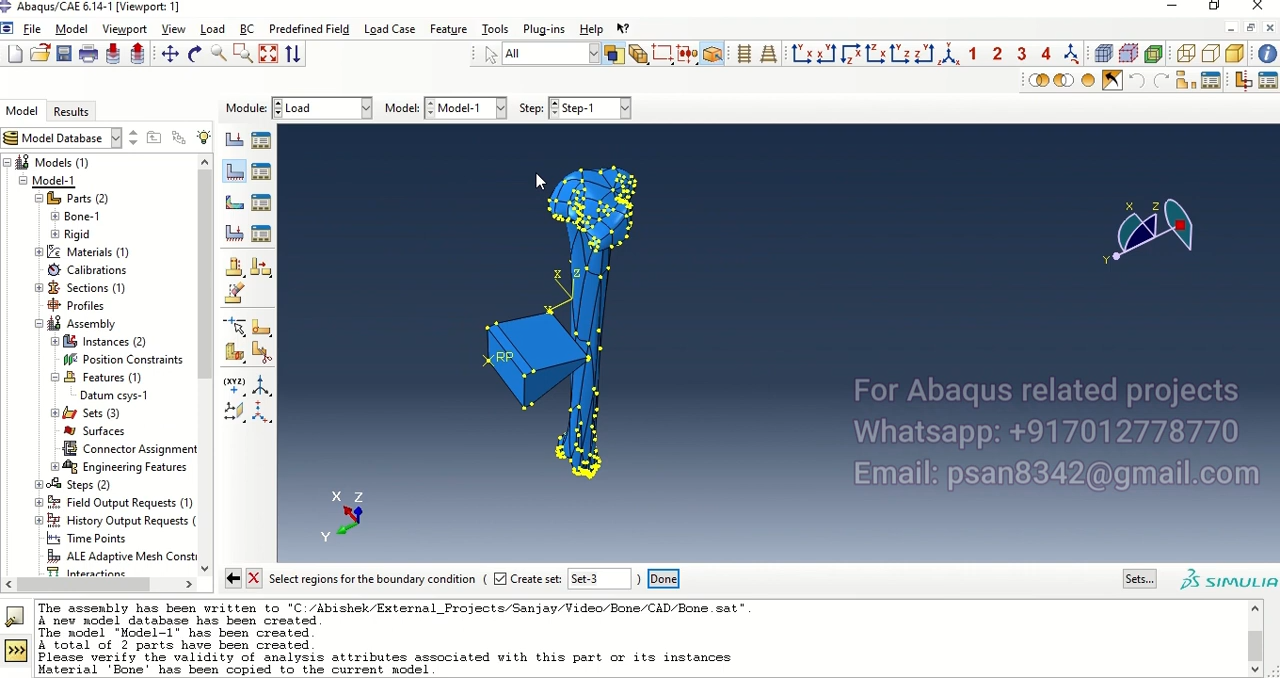 Abaqus/CAE 6.14-1 [Viewport: 1]
File Model Viewport View Load BC Predefined Field Load Case Feature Tools Plug-ins Help
All
1 2 3 4
Model Results
Module: Load Model: Model-1 Step: Step-1
Model Database
Models (1)
Model-1
Parts (2)
Bone-1
Rigid
Materials (1)
Calibrations
Sections (1)
Profiles
Assembly
Instances (2)
Position Constraints
Features (1)
Datum csys-1
Sets (3)
Surfaces
Connector Assignment
Engineering Features
Steps (2)
Field Output Requests (1)
History Output Requests (
Time Points
ALE Adaptive Mesh Constr
Interactions
(XYZ)
X Z
Y
RP
X Z
Y
X Z
Y
For Abaqus related projects
Whatsapp: +917012778770
Email: psan8342@gmail.com
Select regions for the boundary condition ( Create set: Set-3 ) Done Sets... SIMULIA
The assembly has been written to "C:/Abishek/External_Projects/Sanjay/Video/Bone/CAD/Bone.sat".
A new model database has been created.
The model "Model-1" has been created.
A total of 2 parts have been created.
Please verify the validity of analysis attributes associated with this part or its instances
Material 'Bone' has been copied to the current model.